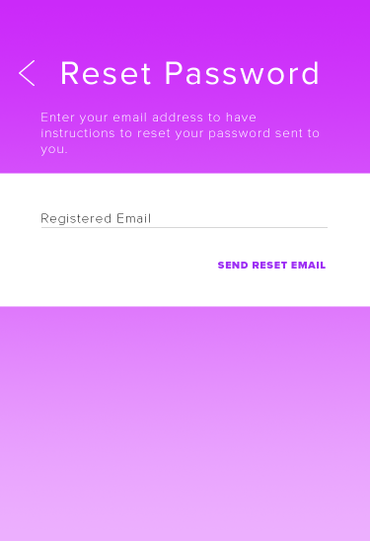 Reset Password
Enter your email address to have
instructions to reset your password sent to
you.
Registered Email
SEND RESET EMAIL